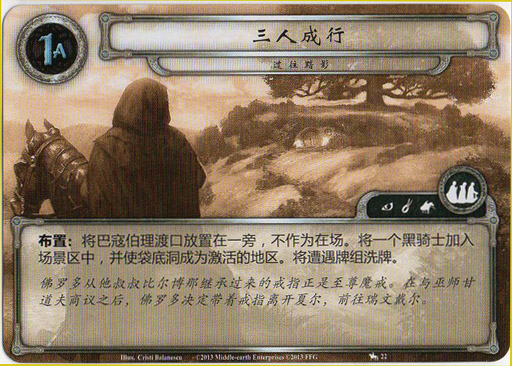 1A
三人成行
过往暗影
布置：将巴寇伯理渡口放置在一旁，不作为在场。将一个黑骑士加入
场景区中，并使袋底洞成为激活的地区。将遭遇牌组洗牌。
佛罗多从他叔叔比尔博那继承过来的戒指正是至尊魔戒。在与巫师甘
道夫商议之后，佛罗多决定带着戒指离开夏尔，前往瑞文戴尔。
Illus. Cristi Balanescu ©2013 Middle-earth Enterprises ©2013 FFG 22